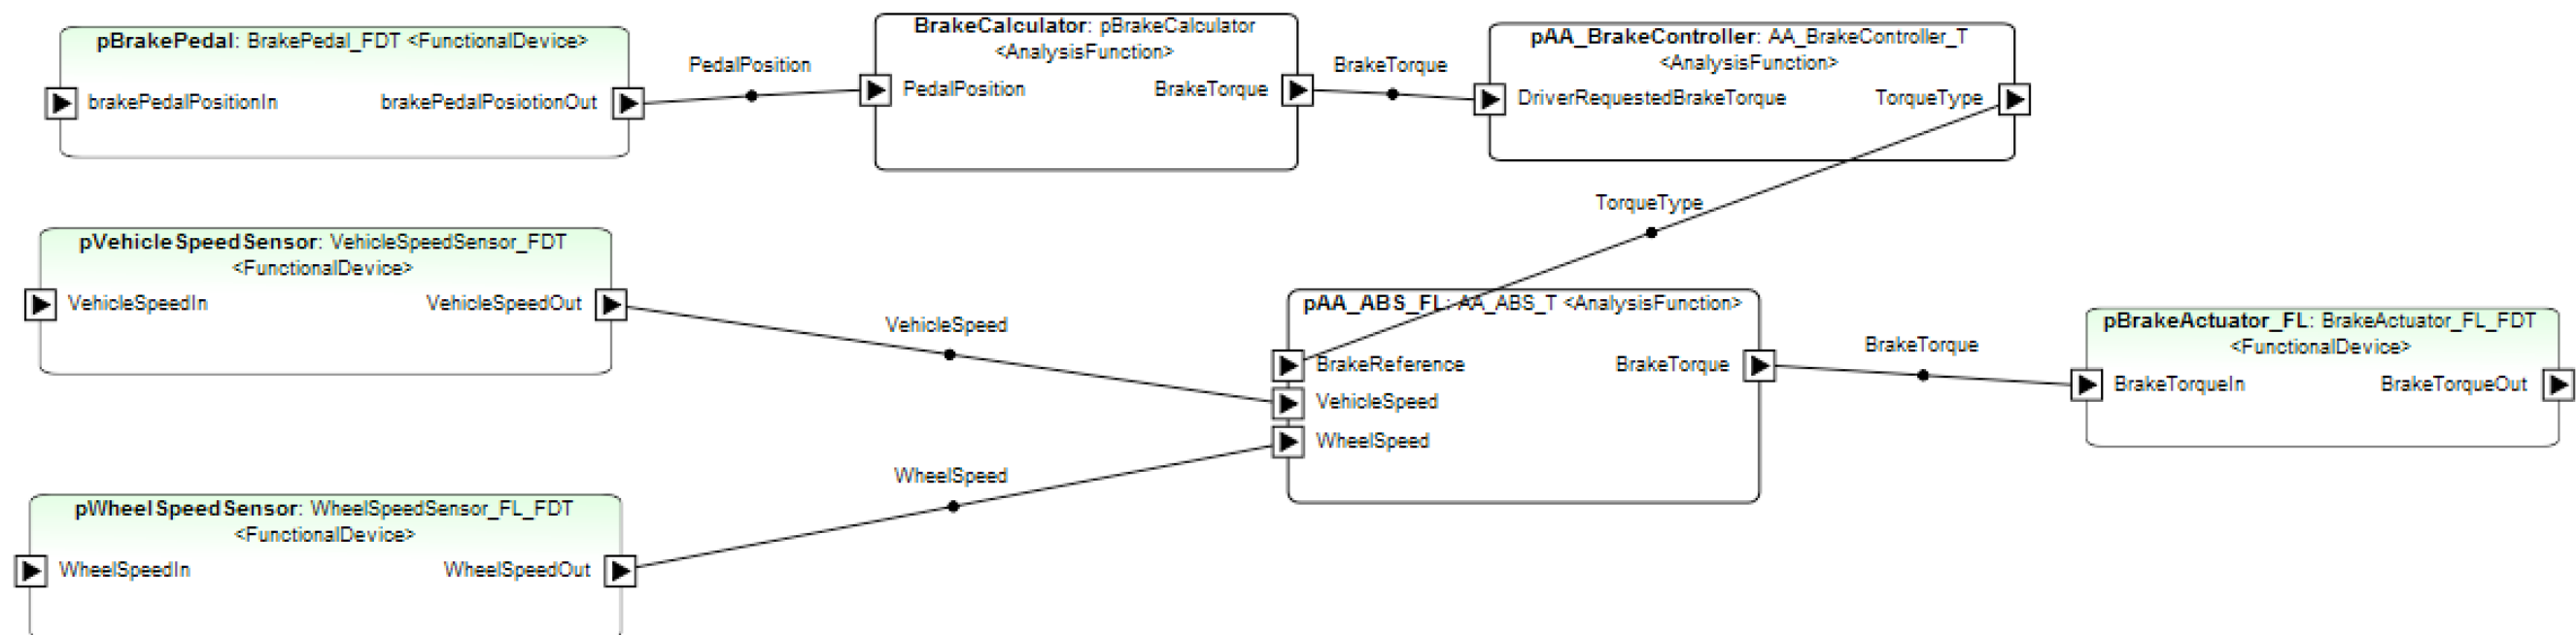 pBrakePedal: BrakePedal_FDT <FunctionalDevice>
brakePedalPositionIn
brakePedalPosiotionOut
PedalPosition
BrakeCalculator: pBrakeCalculator
<AnalysisFunction>
PedalPosition
BrakeTorque
BrakeTorque
pAA_BrakeController: AA_BrakeController_T
<AnalysisFunction>
DriverRequestedBrakeTorque
TorqueType
TorqueType
pVehicleSpeedSensor: VehicleSpeedSensor_FDT
<FunctionalDevice>
VehicleSpeedIn
VehicleSpeedOut
VehicleSpeed
pAA_ABS_FL: AA_ABS_T <AnalysisFunction>
BrakeReference
BrakeTorque
VehicleSpeed
WheelSpeed
BrakeTorque
pBrakeActuator_FL: BrakeActuator_FL_FDT
<FunctionalDevice>
BrakeTorqueIn
BrakeTorqueOut
WheelSpeed
pWheelSpeedSensor: WheelSpeedSensor_FL_FDT
<FunctionalDevice>
WheelSpeedIn
WheelSpeedOut